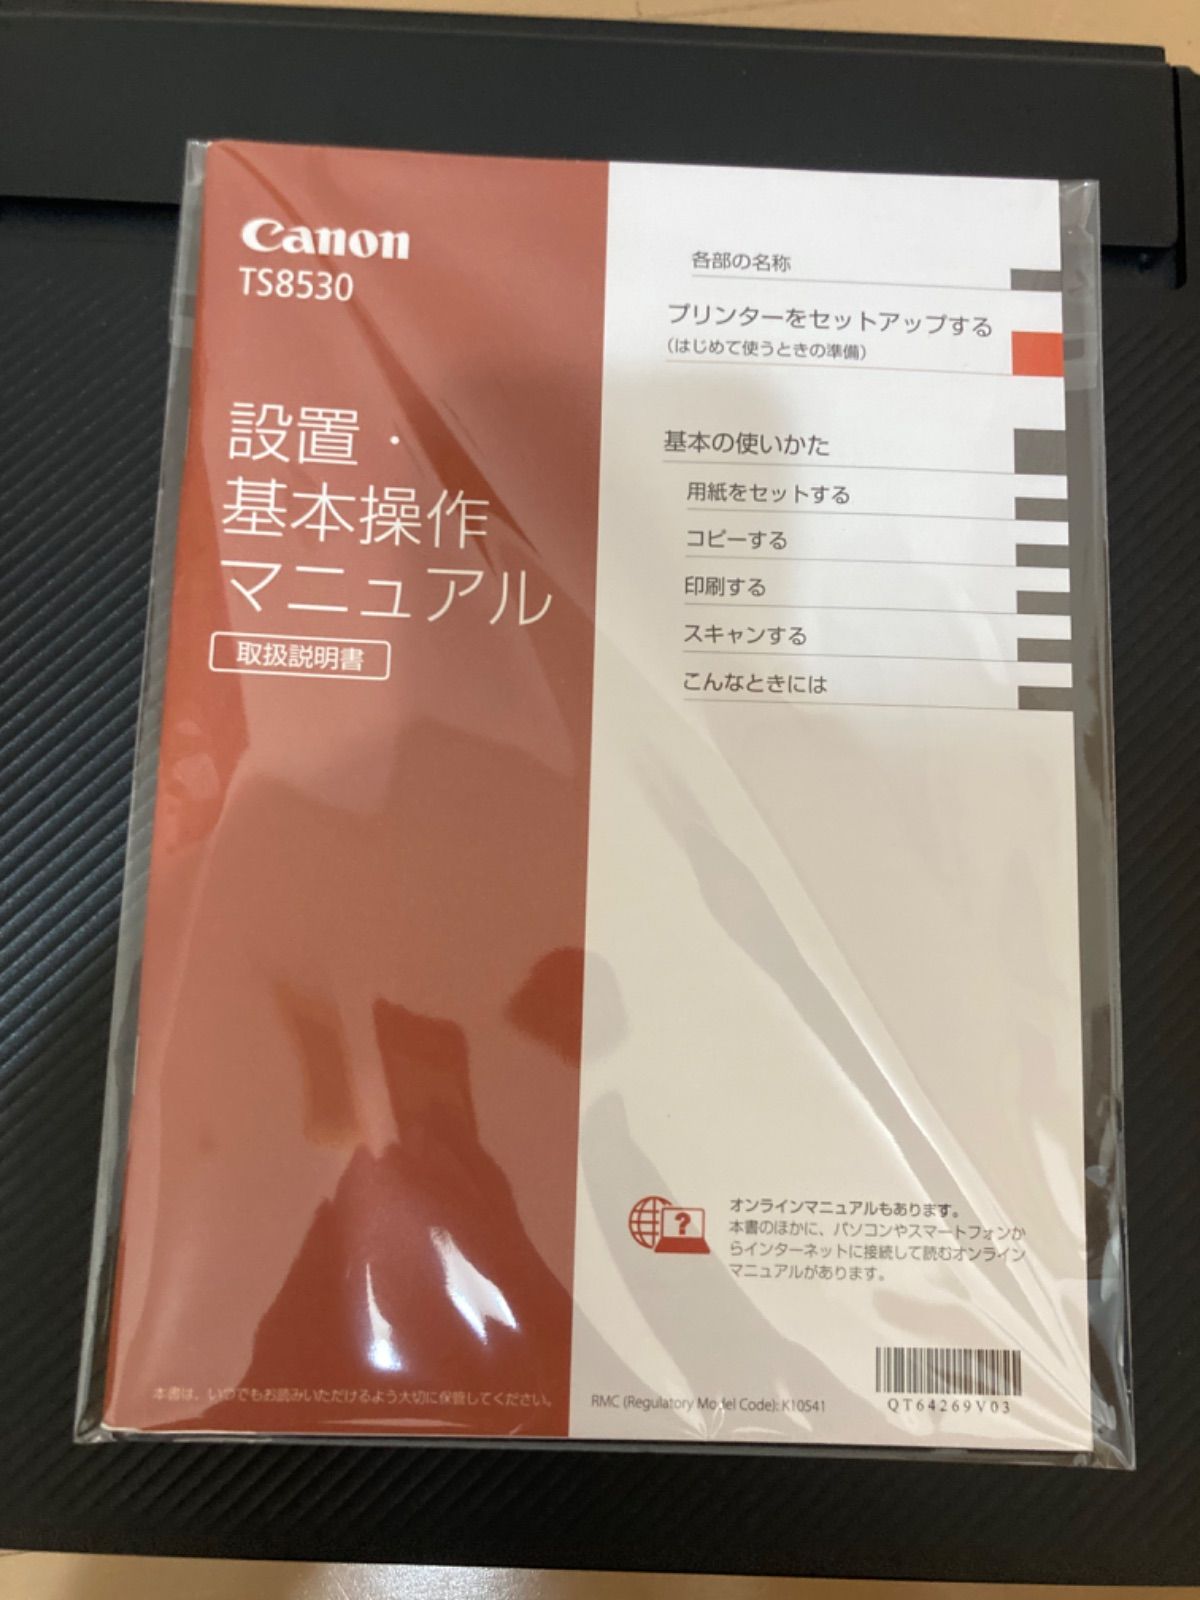 Canon
TS8530
設置・
基本操作
マニュアル
取扱説明書
各部の名称
プリンターをセットアップする
（はじめて使うときの準備）
基本の使いかた
用紙をセットする
コピーする
印刷する
スキャンする
こんなときには
?
オンラインマニュアルもあります。
本書のほかに、パソコンやスマートフォンか
らインターネットに接続して読むオンライン
マニュアルがあります。
本書は、いつでもお読みいただけるよう大切に保管してください。
RMC (Regulatory Model Code): K10541
QT64269V03